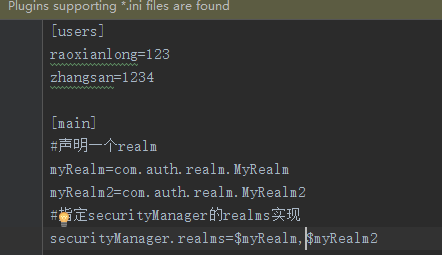 Plugins supporting *.ini files are found
[users]
raoxianlong=123
zhangsan=1234
[main]
#声明一个realm
myRealm=com.auth.realm.MyRealm
myRealm2=com.auth.realm.MyRealm2
#指定securityManager的realms实现
securityManager.realms=$myRealm,$myRealm2